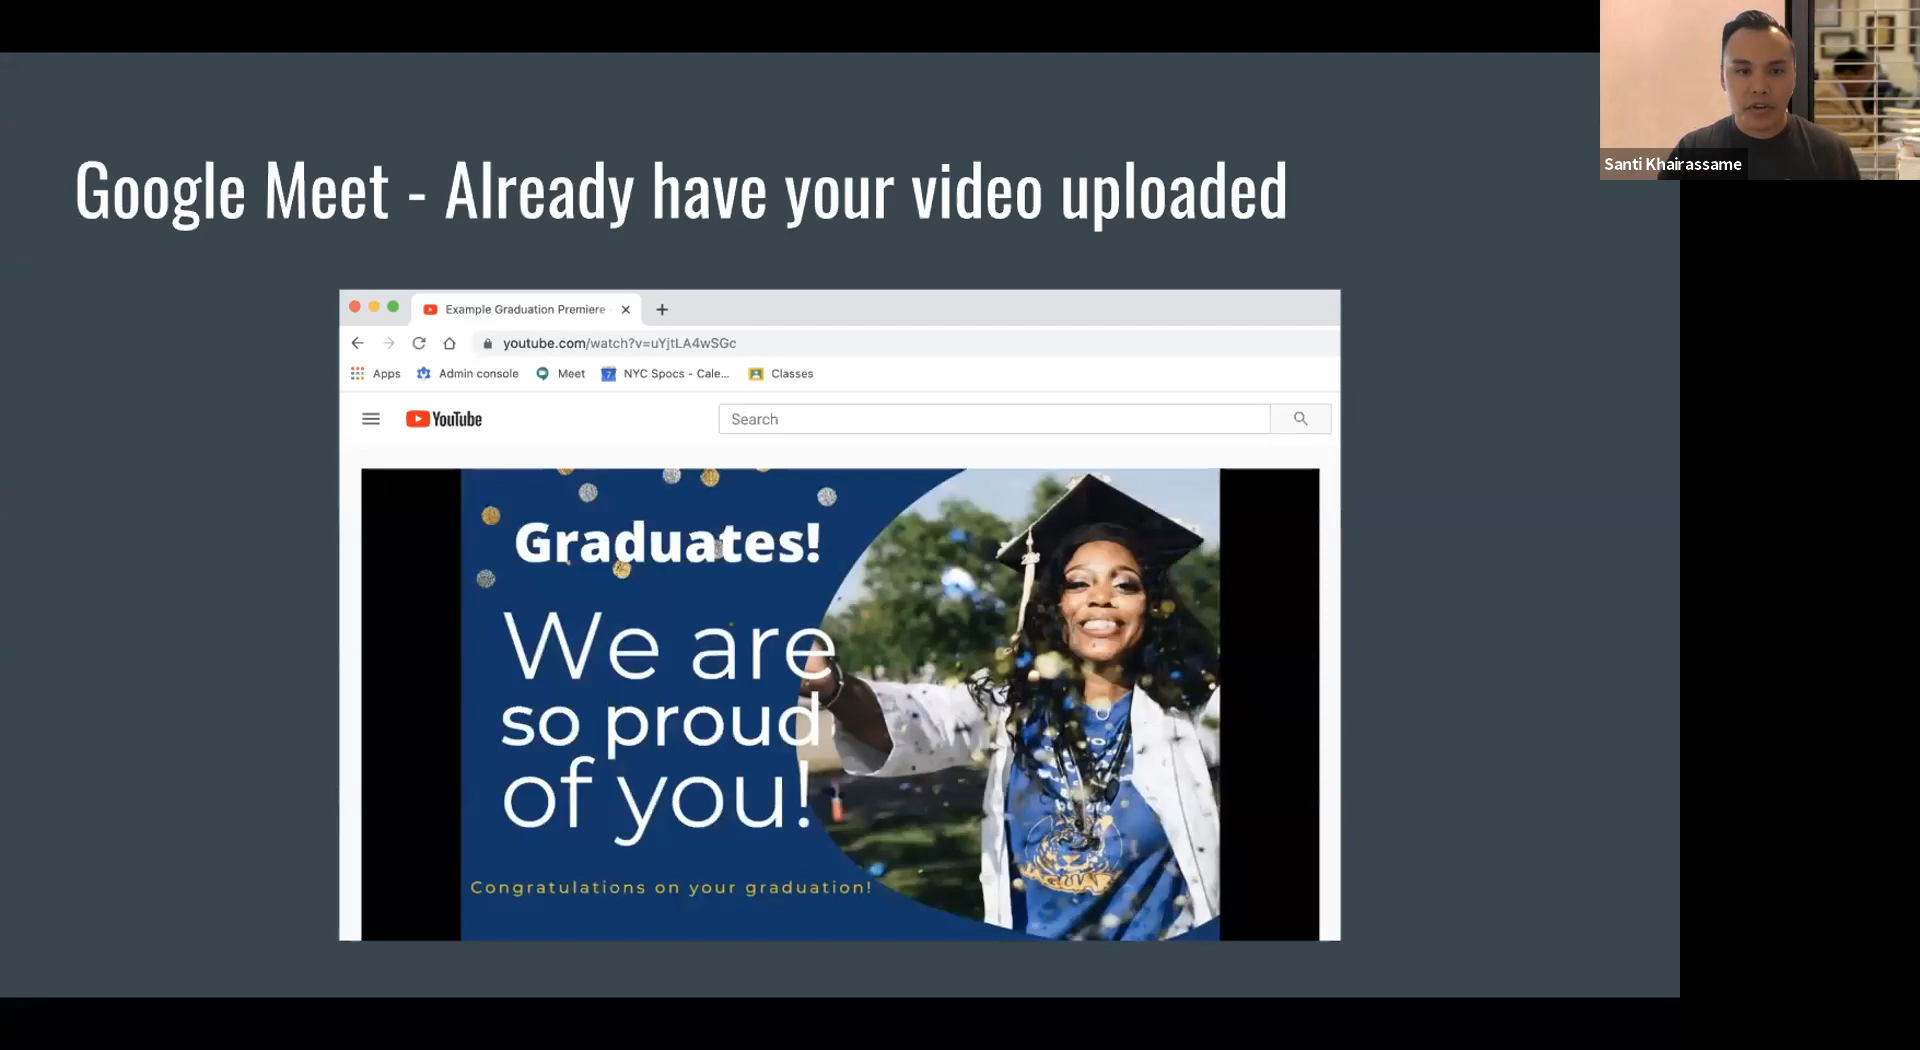 Santi Khairassame
Google Meet - Already have your video uploaded
Example Graduation Premiere
youtube.com/watch?v=uYjtLA4wSGc
Apps Admin console Meet 7 NYC Spocs - Cale... Classes
YouTube Search
Graduates!
We are
so proud
of you!
Congratulations on your graduation!